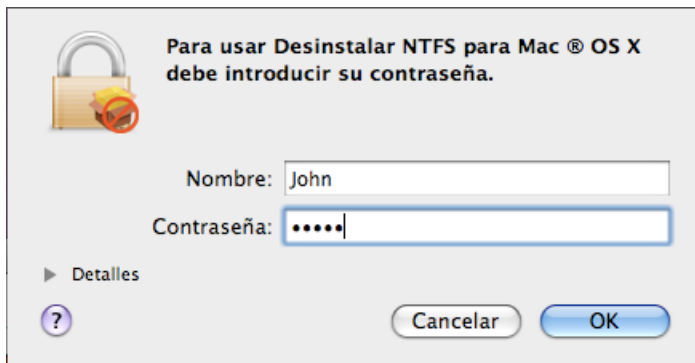 Para usar Desinstalar NTFS para Mac ® OS X
debe introducir su contraseña.
Nombre: John
Contraseña: •••••
Detalles
? Cancelar OK